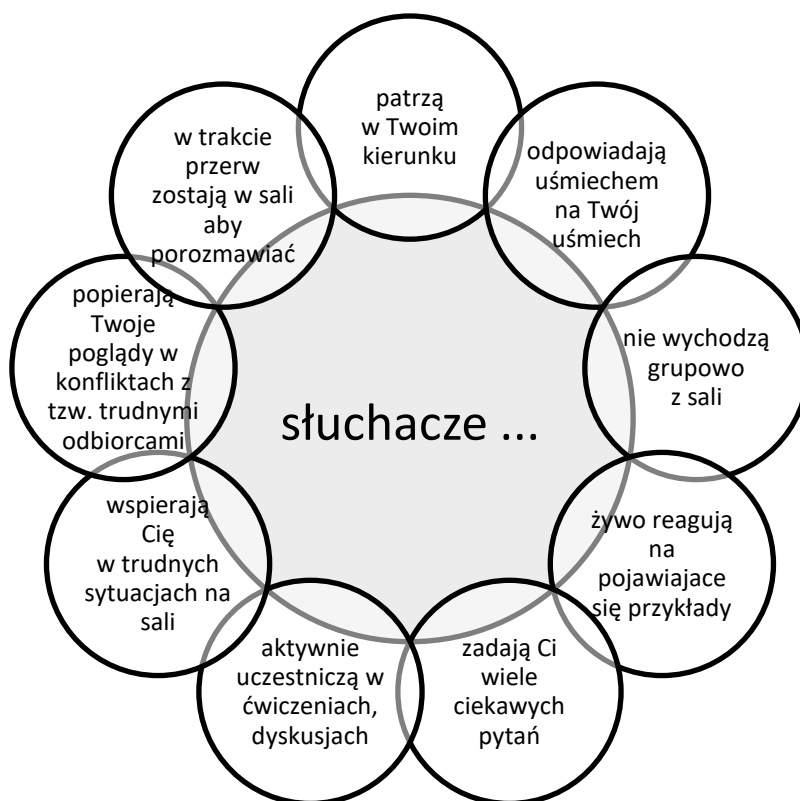 słuchacze ...
patrzą
w Twoim
kierunku
odpowiadają
uśmiechem
na Twój
uśmiech
nie wychodzą
grupowo
z sali
żywo reagują
na
pojawiajace
się przykłady
zadają Ci
wiele
ciekawych
pytań
aktywnie
uczestniczą w
ćwiczeniach,
dyskusjach
wspierają
Cię
w trudnych
sytuacjach na
sali
popierają
Twoje
poglądy w
konfliktach z
tzw. trudnymi
odbiorcami
w trakcie
przerw
zostają w sali
aby
porozmawiać